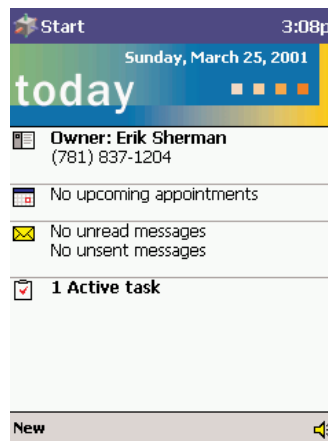 Start 3:08p
Sunday, March 25, 2001
today
Owner: Erik Sherman
(781) 837-1204
No upcoming appointments
No unread messages
No unsent messages
1 Active task
New